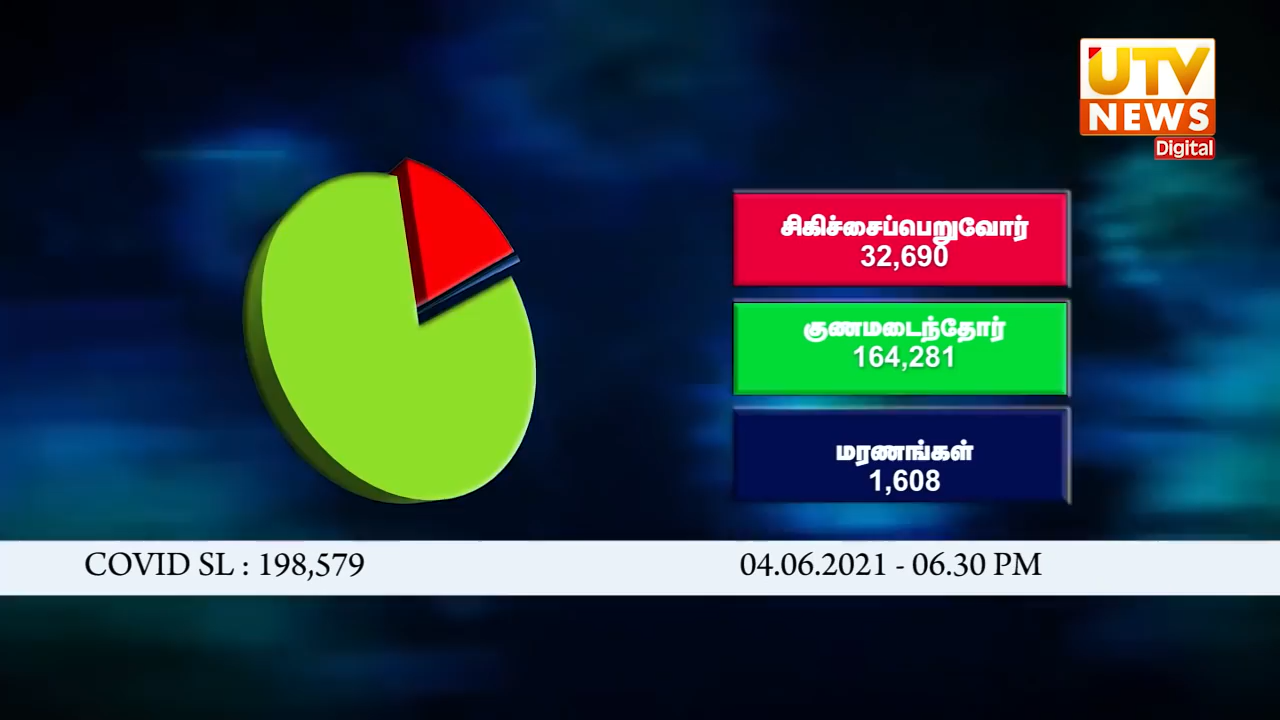 UTV
NEWS
Digital
சிகிச்சைப்பெறுவோர்
32,690
குணமடைந்தோர்
164,281
மரணங்கள்
1,608
COVID SL : 198,579
04.06.2021 - 06.30 PM